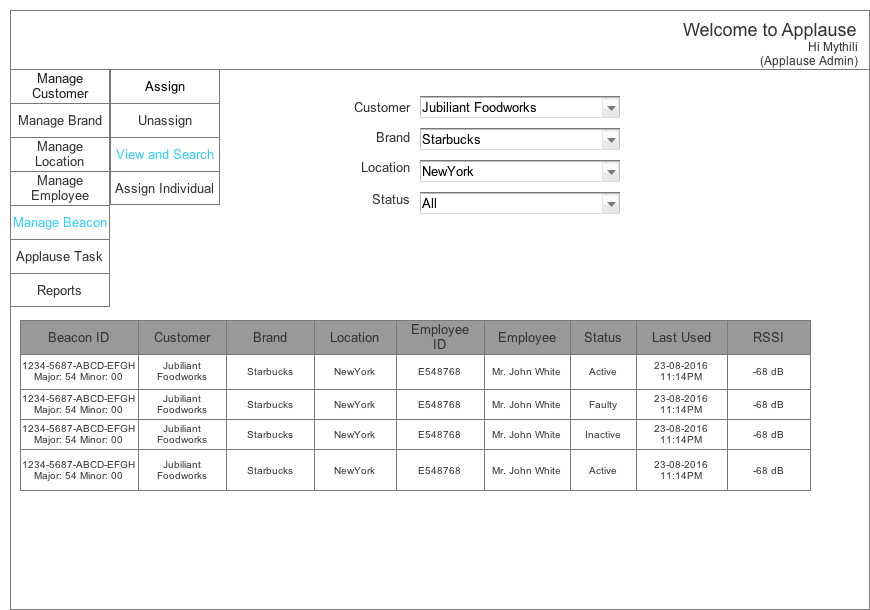 Welcome to Applause
Hi Mythili
(Applause Admin)
Manage
Customer
Manage Brand
Manage
Location
Manage
Employee
Manage Beacon
Applause Task
Reports
Assign
Unassign
View and Search
Assign Individual
Customer Jubiliant Foodworks
Brand Starbucks
Location NewYork
Status All
Beacon ID Customer Brand Location Employee ID Employee Status Last Used RSSI
1234-5687-ABCD-EFGH Jubiliant Starbucks NewYork E548768 Mr. John White Active 23-08-2016 -68 dB
Major: 54 Minor: 00 Foodworks 11:14PM
1234-5687-ABCD-EFGH Jubiliant Starbucks NewYork E548768 Mr. John White Faulty 23-08-2016 -68 dB
Major: 54 Minor: 00 Foodworks 11:14PM
1234-5687-ABCD-EFGH Jubiliant Starbucks NewYork E548768 Mr. John White Inactive 23-08-2016 -68 dB
Major: 54 Minor: 00 Foodworks 11:14PM
1234-5687-ABCD-EFGH Jubiliant Starbucks NewYork E548768 Mr. John White Active 23-08-2016 -68 dB
Major: 54 Minor: 00 Foodworks 11:14PM